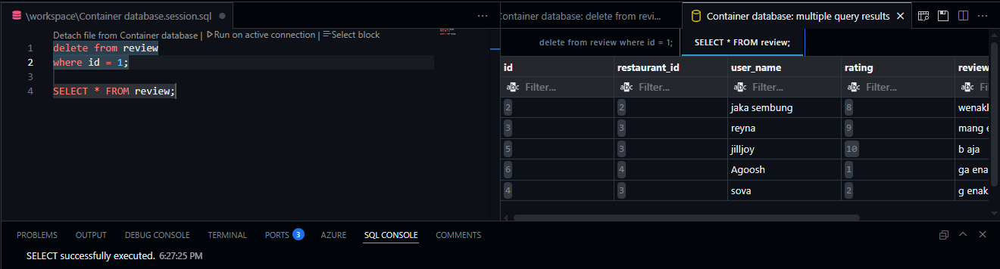 \workspace\Container database.session.sql
Detach file from Container database | Run on active connection | Select block
1 delete from review
2 where id = 1;
3
4 SELECT * FROM review;
Container database: delete from revi...
Container database: multiple query results
delete from review where id = 1;
SELECT * FROM review;
id restaurant_id user_name rating review
abc Filter... abc Filter... abc Filter... abc Filter... abc Filter...
2 2 jaka sembung 8
3 3 reyna 9 mang
5 3 jilljoy 10 b aja
6 4 Agoosh 1 ga ena
4 3 sova 2 g enak
PROBLEMS OUTPUT DEBUG CONSOLE TERMINAL PORTS 3 AZURE SQL CONSOLE COMMENTS
SELECT successfully executed. 6:27:25 PM